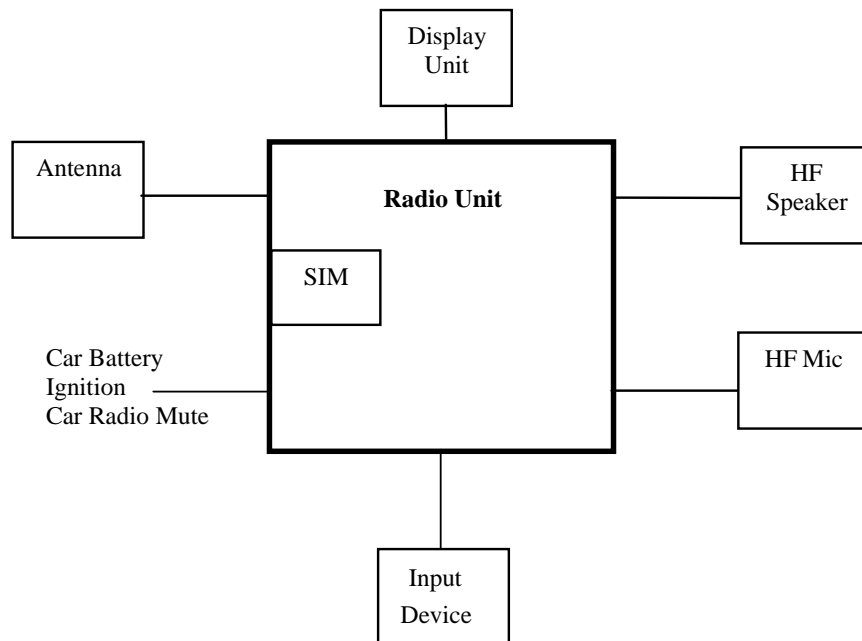 Display
Unit
Antenna
Radio Unit
HF
Speaker
SIM
Car Battery
Ignition
Car Radio Mute
HF Mic
Input
Device